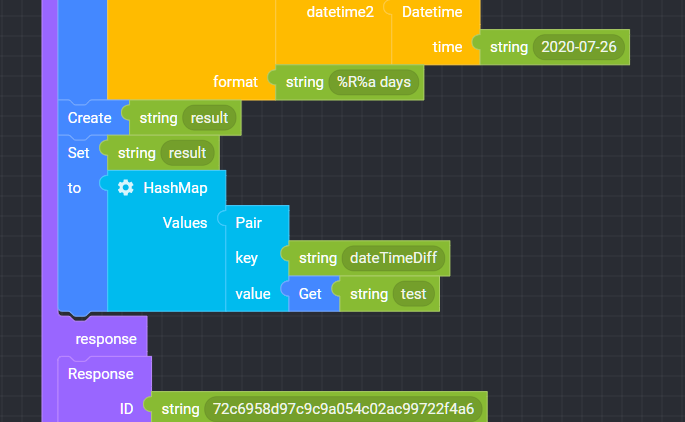 datetime2 Datetime
time string 2020-07-26
format string %R%a days
Create string result
Set string result
to HashMap
Values Pair
key string dateTimeDiff
value Get string test
response
Response
ID string 72c6958d97c9c9a054c02ac99722f4a6